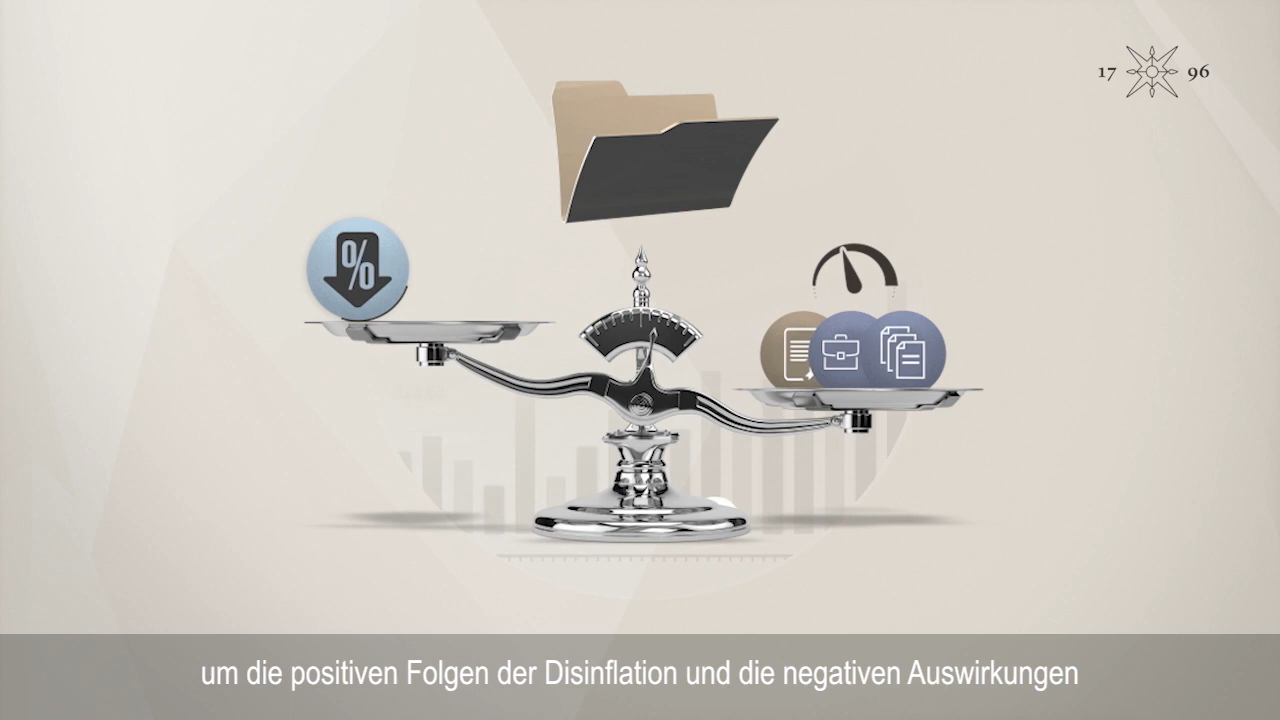 17 96
%
um die positiven Folgen der Disinflation und die negativen Auswirkungen